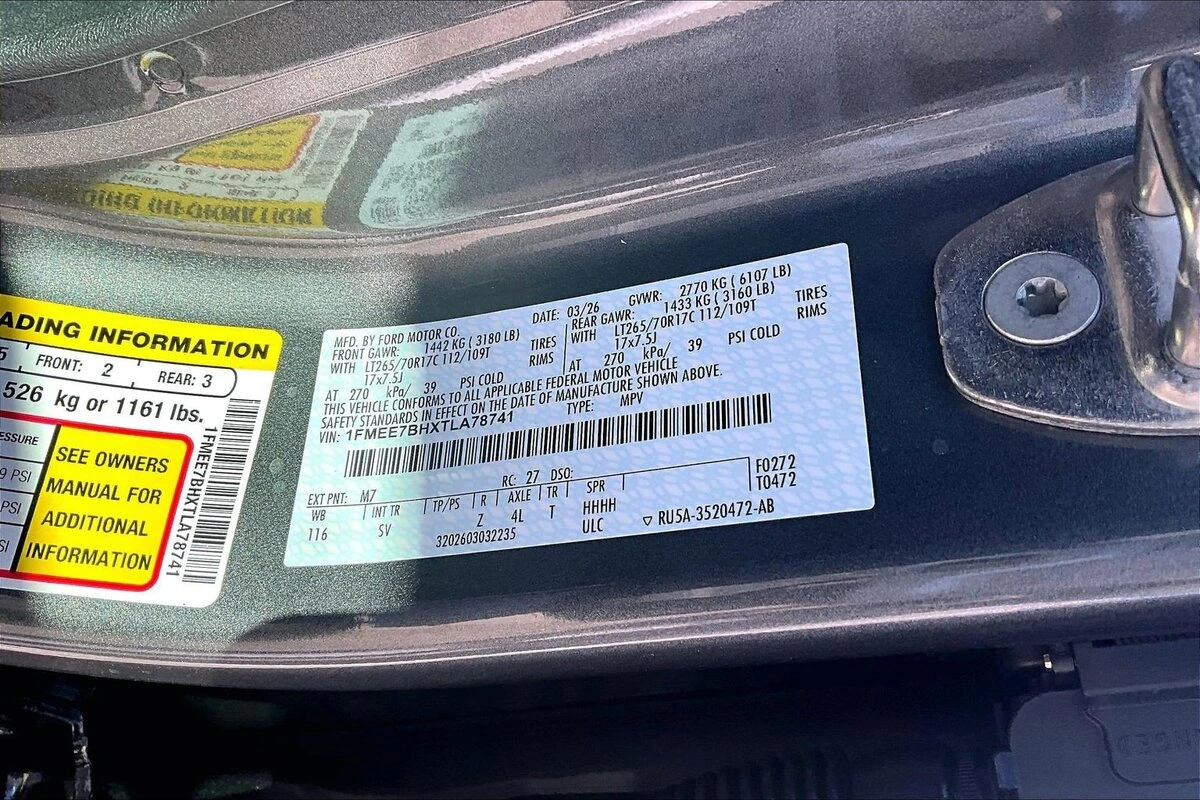 ADING INFORMATION
5 FRONT: 2 REAR: 3
526 kg or 1161 lbs.
ESSURE
9 PSI
PSI
SI
SEE OWNERS
MANUAL FOR
ADDITIONAL
INFORMATION
1FMEE7BHXTLA78741
MFD. BY FORD MOTOR CO.
DATE: 03/26 GVWR: 2770 KG ( 6107 LB)
FRONT GAWR: 1442 KG ( 3180 LB)
WITH LT265/70R17C 112/109T TIRES
17x7.5J RIMS
AT 270 kPa/ 39 PSI COLD
REAR GAWR: 1433 KG ( 3160 LB)
WITH LT265/70R17C 112/109T TIRES
17x7.5J RIMS
AT 270 kPa/ 39 PSI COLD
THIS VEHICLE CONFORMS TO ALL APPLICABLE FEDERAL MOTOR VEHICLE
SAFETY STANDARDS IN EFFECT ON THE DATE OF MANUFACTURE SHOWN ABOVE.
VIN: 1FMEE7BHXTLA78741 TYPE: MPV
EXT PNT: M7 RC: 27 DSO:
WB INT TR TP/PS R AXLE TR SPR F0272
T0472
116 SV Z 4L T HHHH
3202603032235 ULC ▽ RU5A-3520472-AB